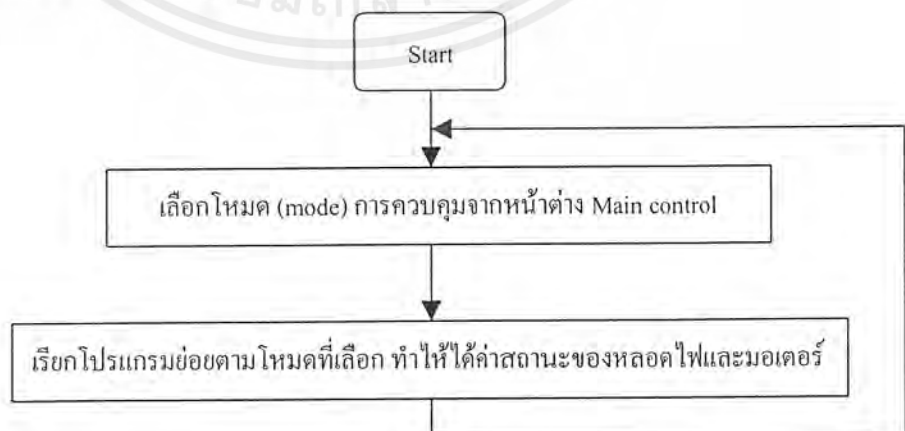 Start
เลือกโหมด (mode) การควบคุมจากหน้าต่าง Main control
เรียกโปรแกรมย่อยตามโหมดที่เลือก ทำให้ได้ค่าสถานะของหลอดไฟและมอเตอร์